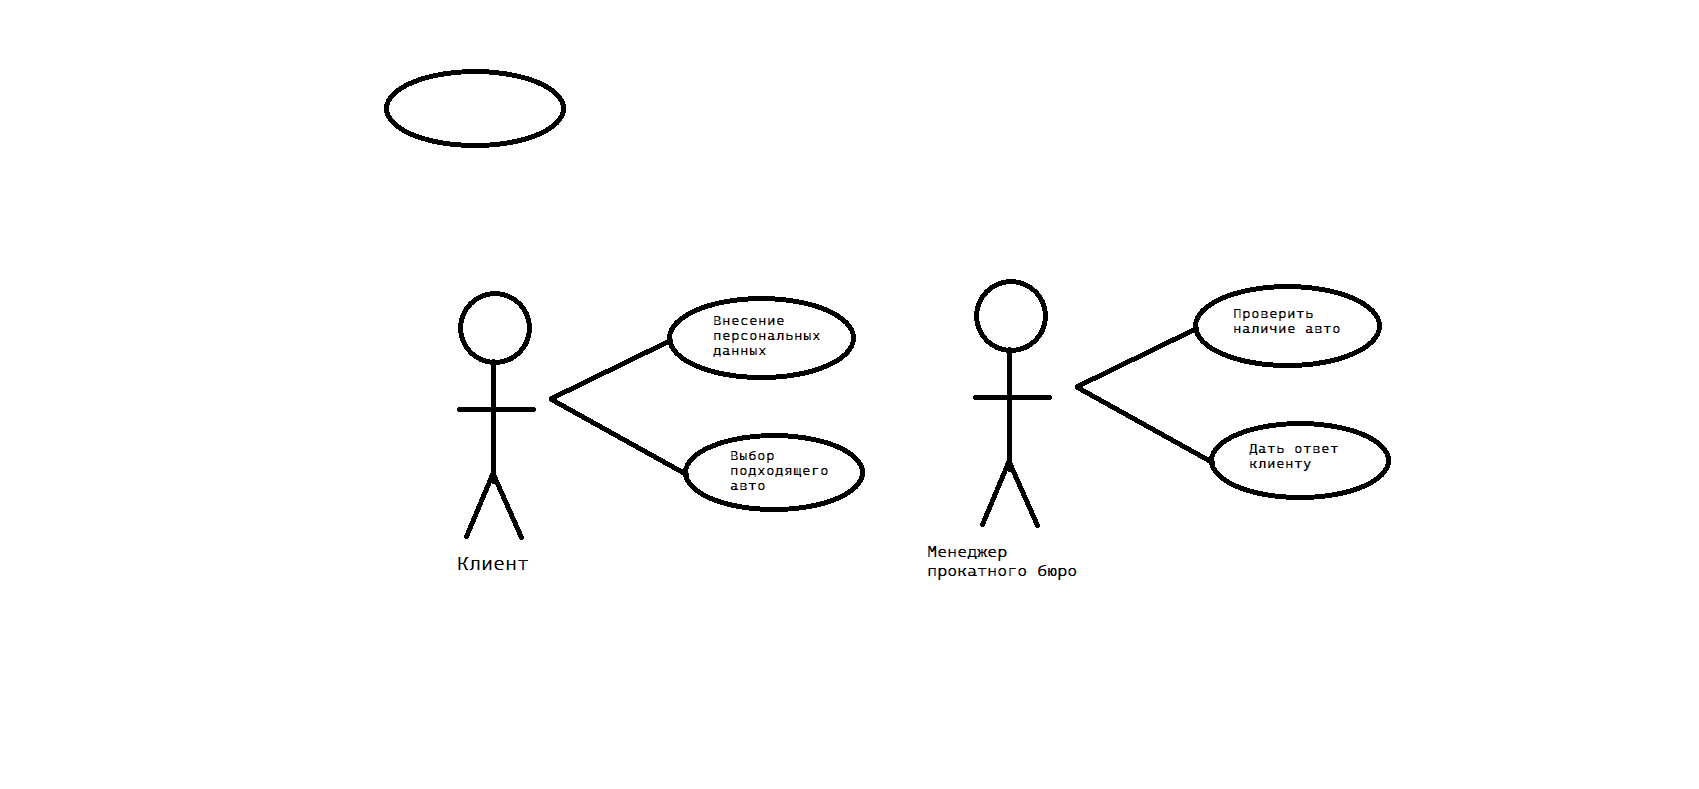 Внесение
персональных
данных
Выбор
подходящего
авто
Клиент
Проверить
наличие авто
Дать ответ
клиенту
Менеджер
прокатного бюро